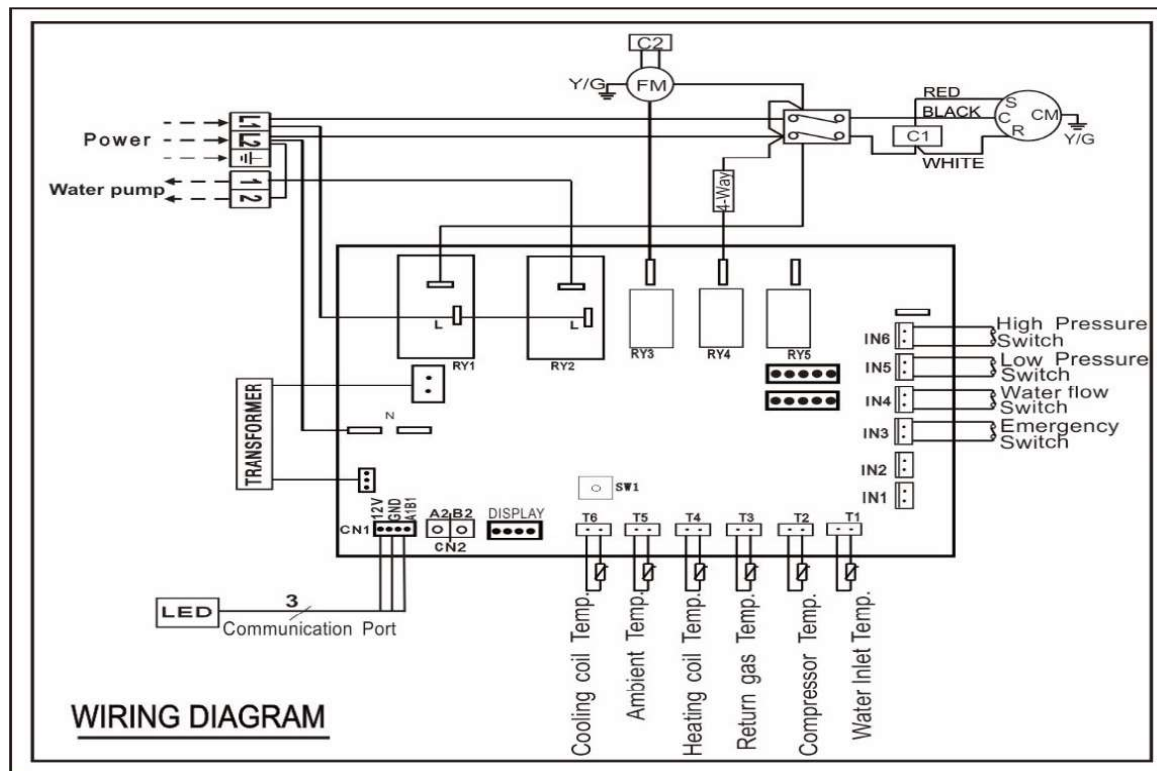 C2
Y/G
FM
RED
S
BLACK
C
CM
C1
R
Y/G
WHITE
Power
L1
L2
Water pump
1
2
4-Way
L
L
RY1
RY2
RY3
RY4
RY5
IN6
High Pressure
Switch
IN5
Low Pressure
Switch
IN4
Water flow
Switch
IN3
Emergency
Switch
IN2
IN1
TRANSFORMER
N
SW1
12V
GND
A1B1
CN1
A2 B2
CN2
DISPLAY
T6
T5
T4
T3
T2
T1
LED
3
Communication Port
Cooling coil Temp.
Ambient Temp.
Heating coil Temp.
Return gas Temp.
Compressor Temp.
Water Inlet Temp.
WIRING DIAGRAM